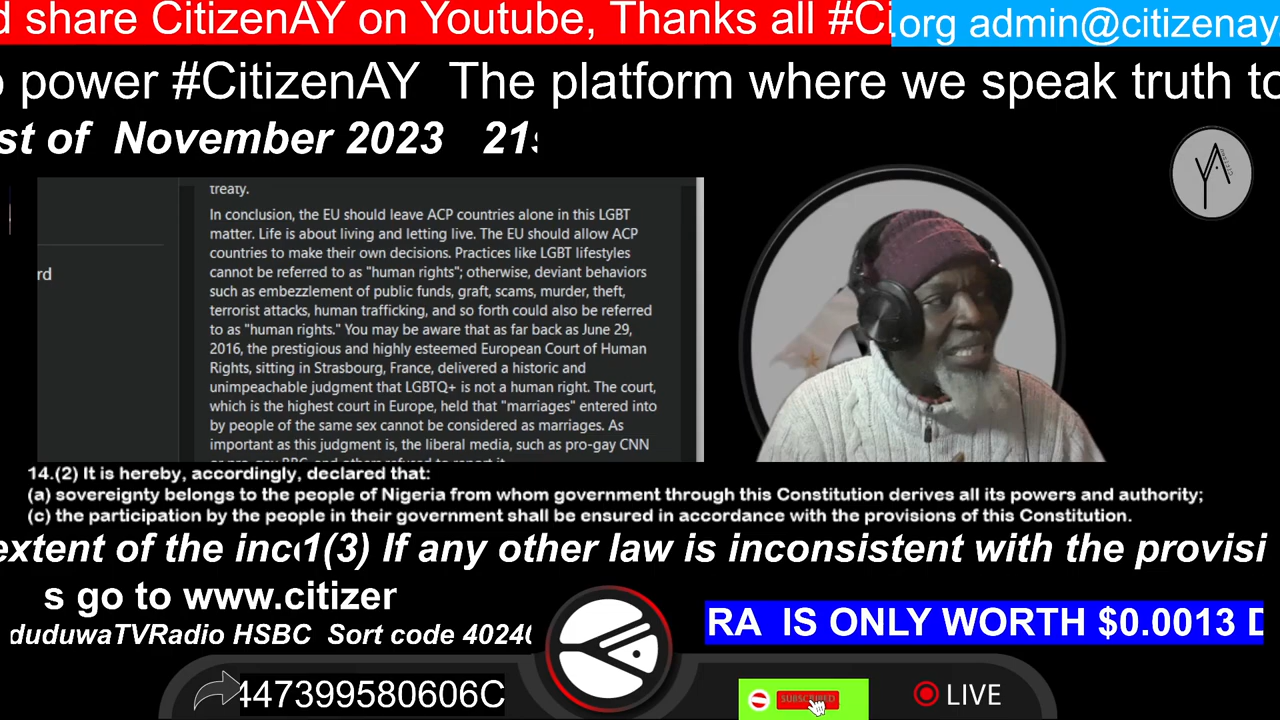 d share CitizenAY on Youtube, Thanks all #Ci
.org admin@citizenay.
o power #CitizenAY The platform where we speak truth to
st of November 2023 21s
treaty.
In conclusion, the EU should leave ACP countries alone in this LGBT
matter. Life is about living and letting live. The EU should allow ACP
countries to make their own decisions. Practices like LGBT lifestyles
cannot be referred to as "human rights"; otherwise, deviant behaviors
such as embezzlement of public funds, graft, scams, murder, theft,
terrorist attacks, human trafficking, and so forth could also be referred
to as "human rights." You may be aware that as far back as June 29,
2016, the prestigious and highly esteemed European Court of Human
Rights, sitting in Strasbourg, France, delivered a historic and
unimpeachable judgment that LGBTQ+ is not a human right. The court,
which is the highest court in Europe, held that "marriages" entered into
by people of the same sex cannot be considered as marriages. As
important as this judgment is, the liberal media, such as pro-gay CNN
rd
14.(2) It is hereby, accordingly, declared that:
(a) sovereignty belongs to the people of Nigeria from whom government through this Constitution derives all its powers and authority;
(c) the participation by the people in their government shall be ensured in accordance with the provisions of this Constitution.
extent of the inco
1(3) If any other law is inconsistent with the provisi
s go to www.citizer
duduwaTVRadio HSBC Sort code 4024
RA IS ONLY WORTH $0.0013 D
447399580606C
SUBSCRIBED
LIVE